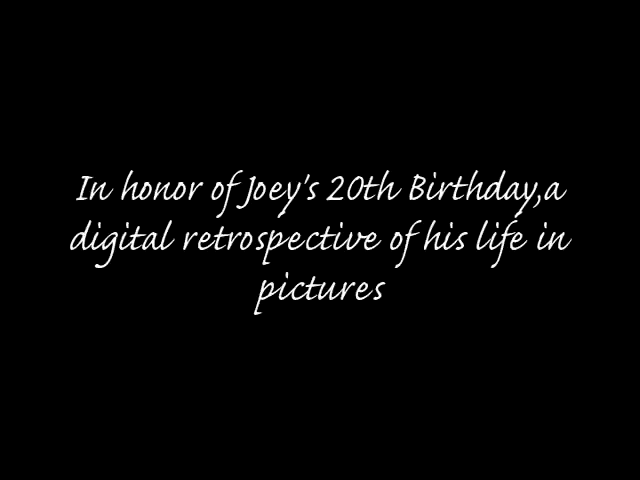 In honor of Joey's 20th Birthday,a
digital retrospective of his life in
pictures